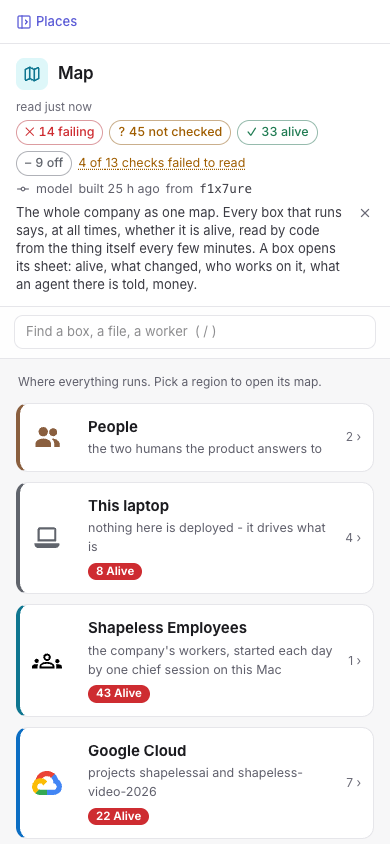 Places
Map
read just now
× 14 failing
? 45 not checked
✓ 33 alive
– 9 off
4 of 13 checks failed to read
model built 25 h ago from f1x7ure
The whole company as one map. Every box that runs
says, at all times, whether it is alive, read by code
from the thing itself every few minutes. A box opens
its sheet: alive, what changed, who works on it, what
an agent there is told, money.
Find a box, a file, a worker ( / )
Where everything runs. Pick a region to open its map.
People
the two humans the product answers to
2 ›
This laptop
nothing here is deployed - it drives what
is
4 ›
8 Alive
Shapeless Employees
the company's workers, started each day
by one chief session on this Mac
1 ›
43 Alive
Google Cloud
projects shapelessai and shapeless-
video-2026
7 ›
22 Alive